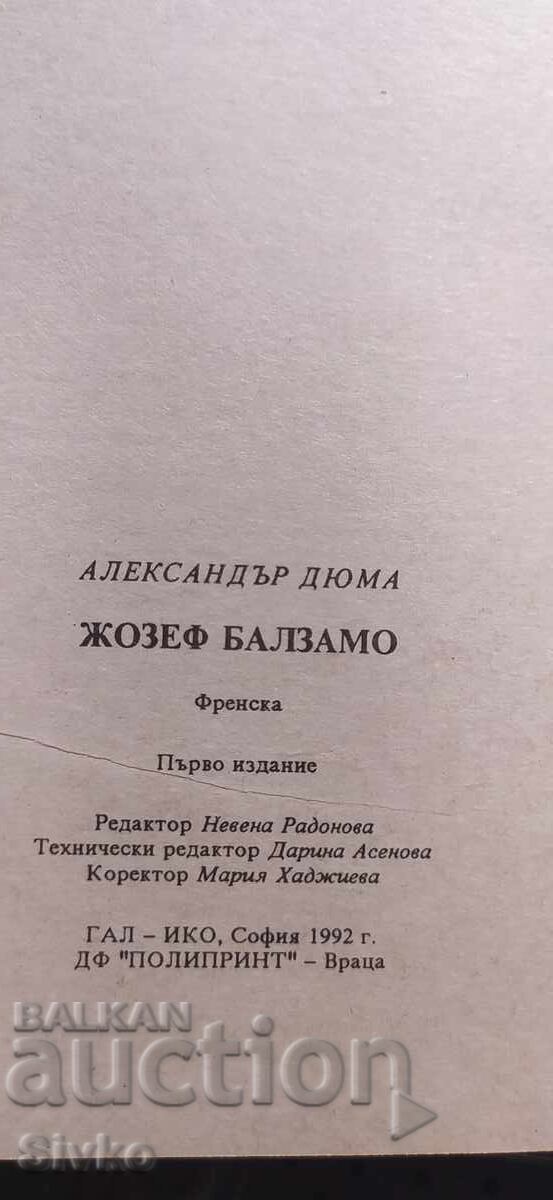 АЛЕКСАНДЪР ДЮМА
ЖОЗЕФ БАЛЗАМО
Френска
Първо издание
Редактор Невена Радонова
Технически редактор Дарина Асенова
Коректор Мария Хаджиева
ГАЛ – ИКО, София 1992 г.
ДФ "ПОЛИПРИНТ" – Враца
BALKAN
auction
Sivko